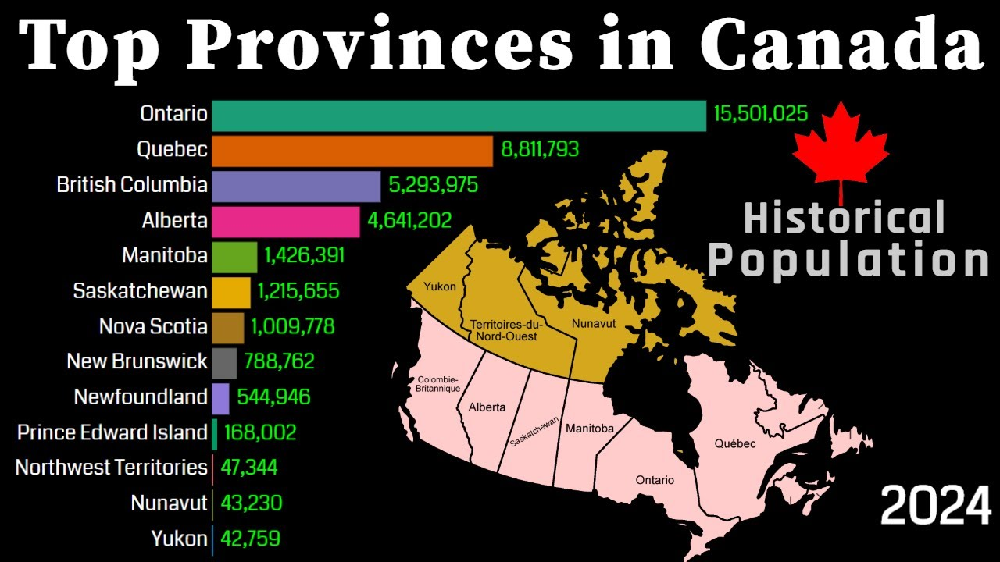 Top Provinces in Canada
Ontario 15,501,025
Quebec 8,811,793
British Columbia 5,293,975
Alberta 4,641,202
Manitoba 1,426,391
Saskatchewan 1,215,655
Nova Scotia 1,009,778
New Brunswick 788,762
Newfoundland 544,946
Prince Edward Island 168,002
Northwest Territories 47,344
Nunavut 43,230
Yukon 42,759
Historical
Population
Yukon
Territoires-du-
Nord-Ouest
Nunavut
Colombie-
Britannique
Alberta
Saskatchewan
Manitoba
Ontario
Québec
2024